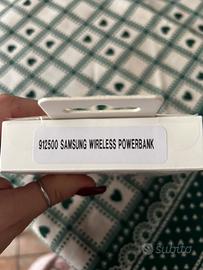 912500 SAMSUNG WIRELESS POWERBANK
subito